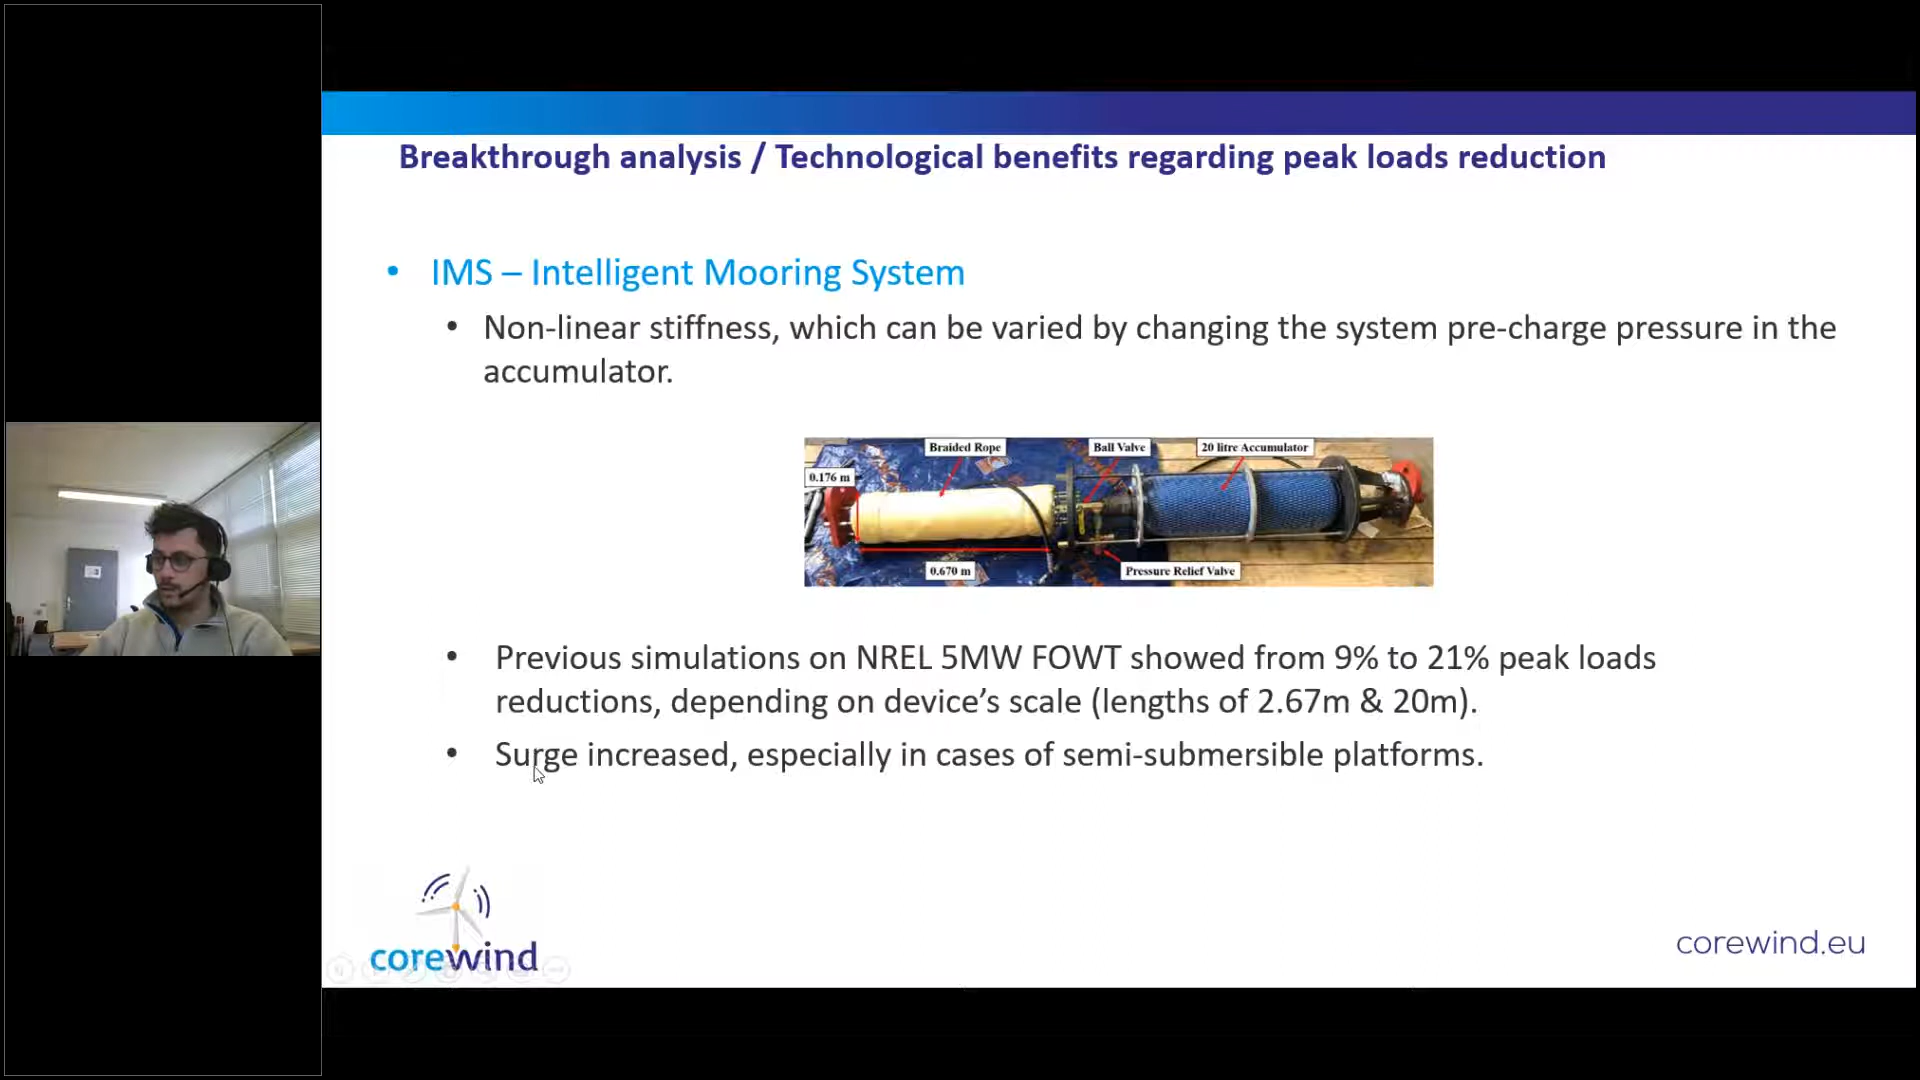 Breakthrough analysis / Technological benefits regarding peak loads reduction
• IMS – Intelligent Mooring System
• Non-linear stiffness, which can be varied by changing the system pre-charge pressure in the
accumulator.
Braided Rope
Ball Valve
20 litre Accumulator
0.176 m
0.670 m
Pressure Relief Valve
• Previous simulations on NREL 5MW FOWT showed from 9% to 21% peak loads
reductions, depending on device’s scale (lengths of 2.67m & 20m).
• Surge increased, especially in cases of semi-submersible platforms.
corewind
corewind.eu